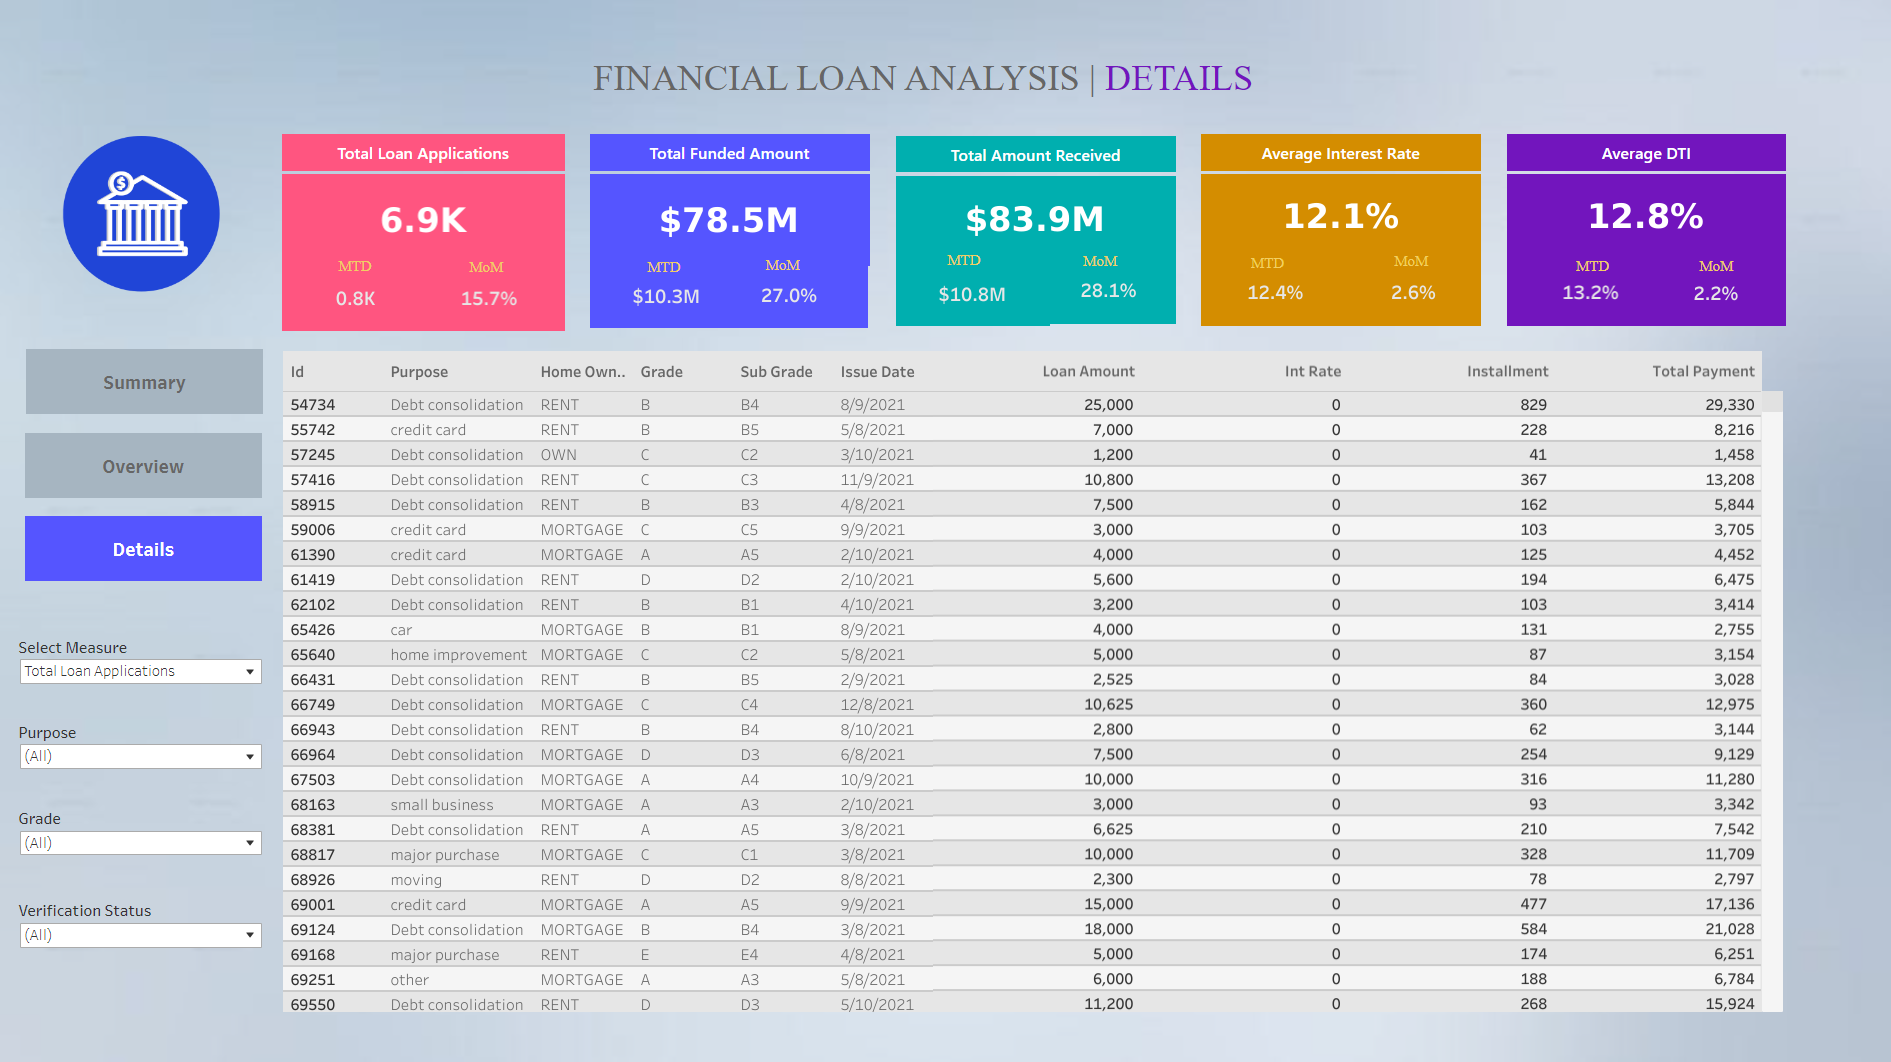 FINANCIAL LOAN ANALYSIS | DETAILS
Total Loan Applications
6.9K
MTD MoM
0.8K 15.7%
Total Funded Amount
$78.5M
MTD MoM
$10.3M 27.0%
Total Amount Received
$83.9M
MTD MoM
$10.8M 28.1%
Average Interest Rate
12.1%
MTD MoM
12.4% 2.6%
Average DTI
12.8%
MTD MoM
13.2% 2.2%
$
Summary
Overview
Details
Select Measure
Total Loan Applications
Purpose
(All)
Grade
(All)
Verification Status
(All)
Id Purpose Home Own.. Grade Sub Grade Issue Date Loan Amount Int Rate Installment Total Payment
54734 Debt consolidation RENT B B4 8/9/2021 25,000 0 829 29,330
55742 credit card RENT B B5 5/8/2021 7,000 0 228 8,216
57245 Debt consolidation OWN C C2 3/10/2021 1,200 0 41 1,458
57416 Debt consolidation RENT C C3 11/9/2021 10,800 0 367 13,208
58915 Debt consolidation RENT B B3 4/8/2021 7,500 0 162 5,844
59006 credit card MORTGAGE C C5 9/9/2021 3,000 0 103 3,705
61390 credit card MORTGAGE A A5 2/10/2021 4,000 0 125 4,452
61419 Debt consolidation RENT D D2 2/10/2021 5,600 0 194 6,475
62102 Debt consolidation RENT B B1 4/10/2021 3,200 0 103 3,414
65426 car MORTGAGE B B1 8/9/2021 4,000 0 131 2,755
65640 home improvement MORTGAGE C C2 5/8/2021 5,000 0 87 3,154
66431 Debt consolidation RENT B B5 2/9/2021 2,525 0 84 3,028
66749 Debt consolidation MORTGAGE C C4 12/8/2021 10,625 0 360 12,975
66943 Debt consolidation RENT B B4 8/10/2021 2,800 0 62 3,144
66964 Debt consolidation MORTGAGE D D3 6/8/2021 7,500 0 254 9,129
67503 Debt consolidation MORTGAGE A A4 10/9/2021 10,000 0 316 11,280
68163 small business MORTGAGE A A3 2/10/2021 3,000 0 93 3,342
68381 Debt consolidation RENT A A5 3/8/2021 6,625 0 210 7,542
68817 major purchase MORTGAGE C C1 3/8/2021 10,000 0 328 11,709
68926 moving RENT D D2 8/8/2021 2,300 0 78 2,797
69001 credit card MORTGAGE A A5 9/9/2021 15,000 0 477 17,136
69124 Debt consolidation MORTGAGE B B4 3/8/2021 18,000 0 584 21,028
69168 major purchase RENT E E4 4/8/2021 5,000 0 174 6,251
69251 other MORTGAGE A A3 5/8/2021 6,000 0 188 6,784
69550 Debt consolidation RENT D D3 5/10/2021 11,200 0 268 15,924